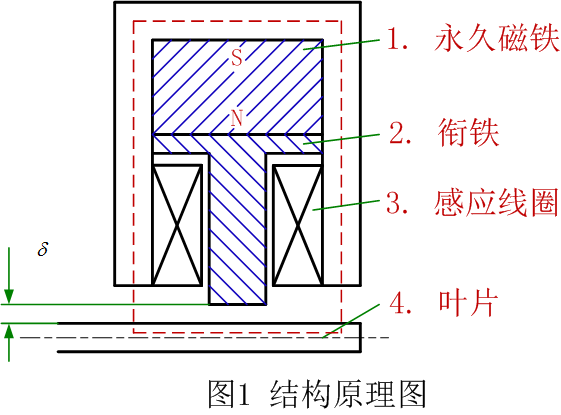 1. 永久磁铁
S
N
2. 衔铁
3. 感应线圈
δ
4. 叶片
图1 结构原理图